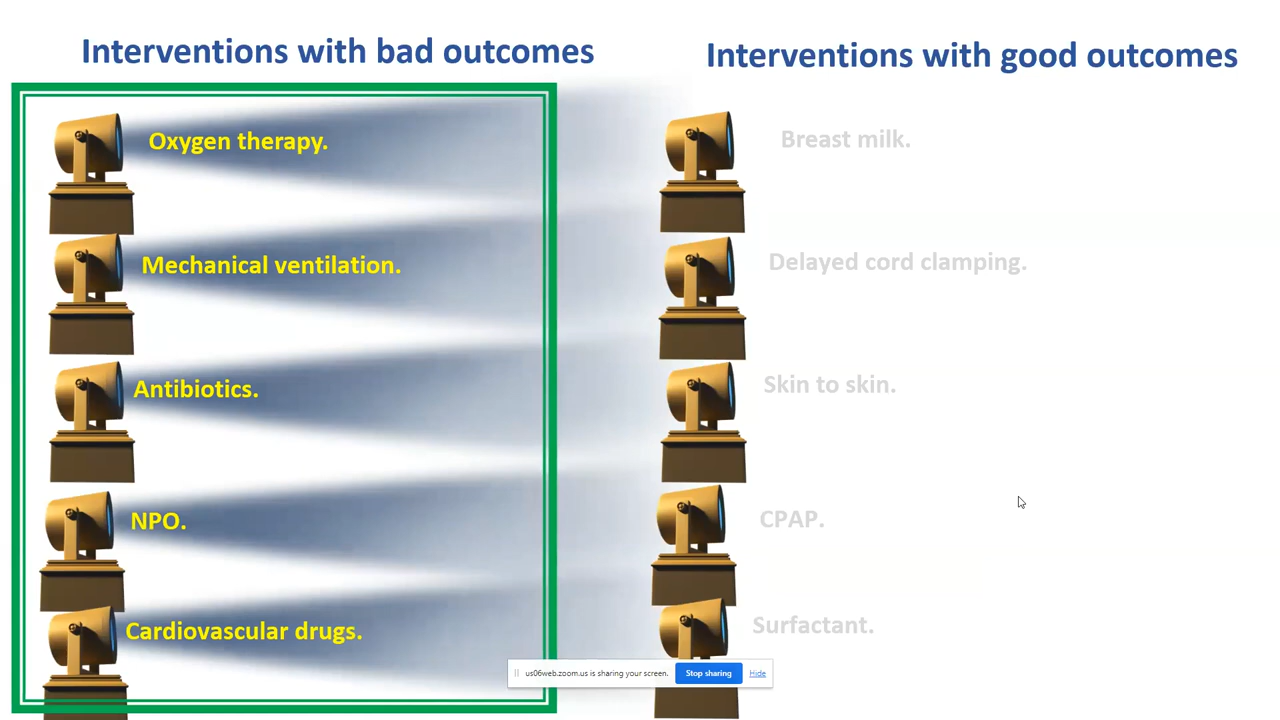 Interventions with bad outcomes
Oxygen therapy.
Mechanical ventilation.
Antibiotics.
NPO.
Cardiovascular drugs.
Interventions with good outcomes
Breast milk.
Delayed cord clamping.
Skin to skin.
CPAP.
Surfactant.
us06web.zoom.us is sharing your screen. Stop sharing Hide